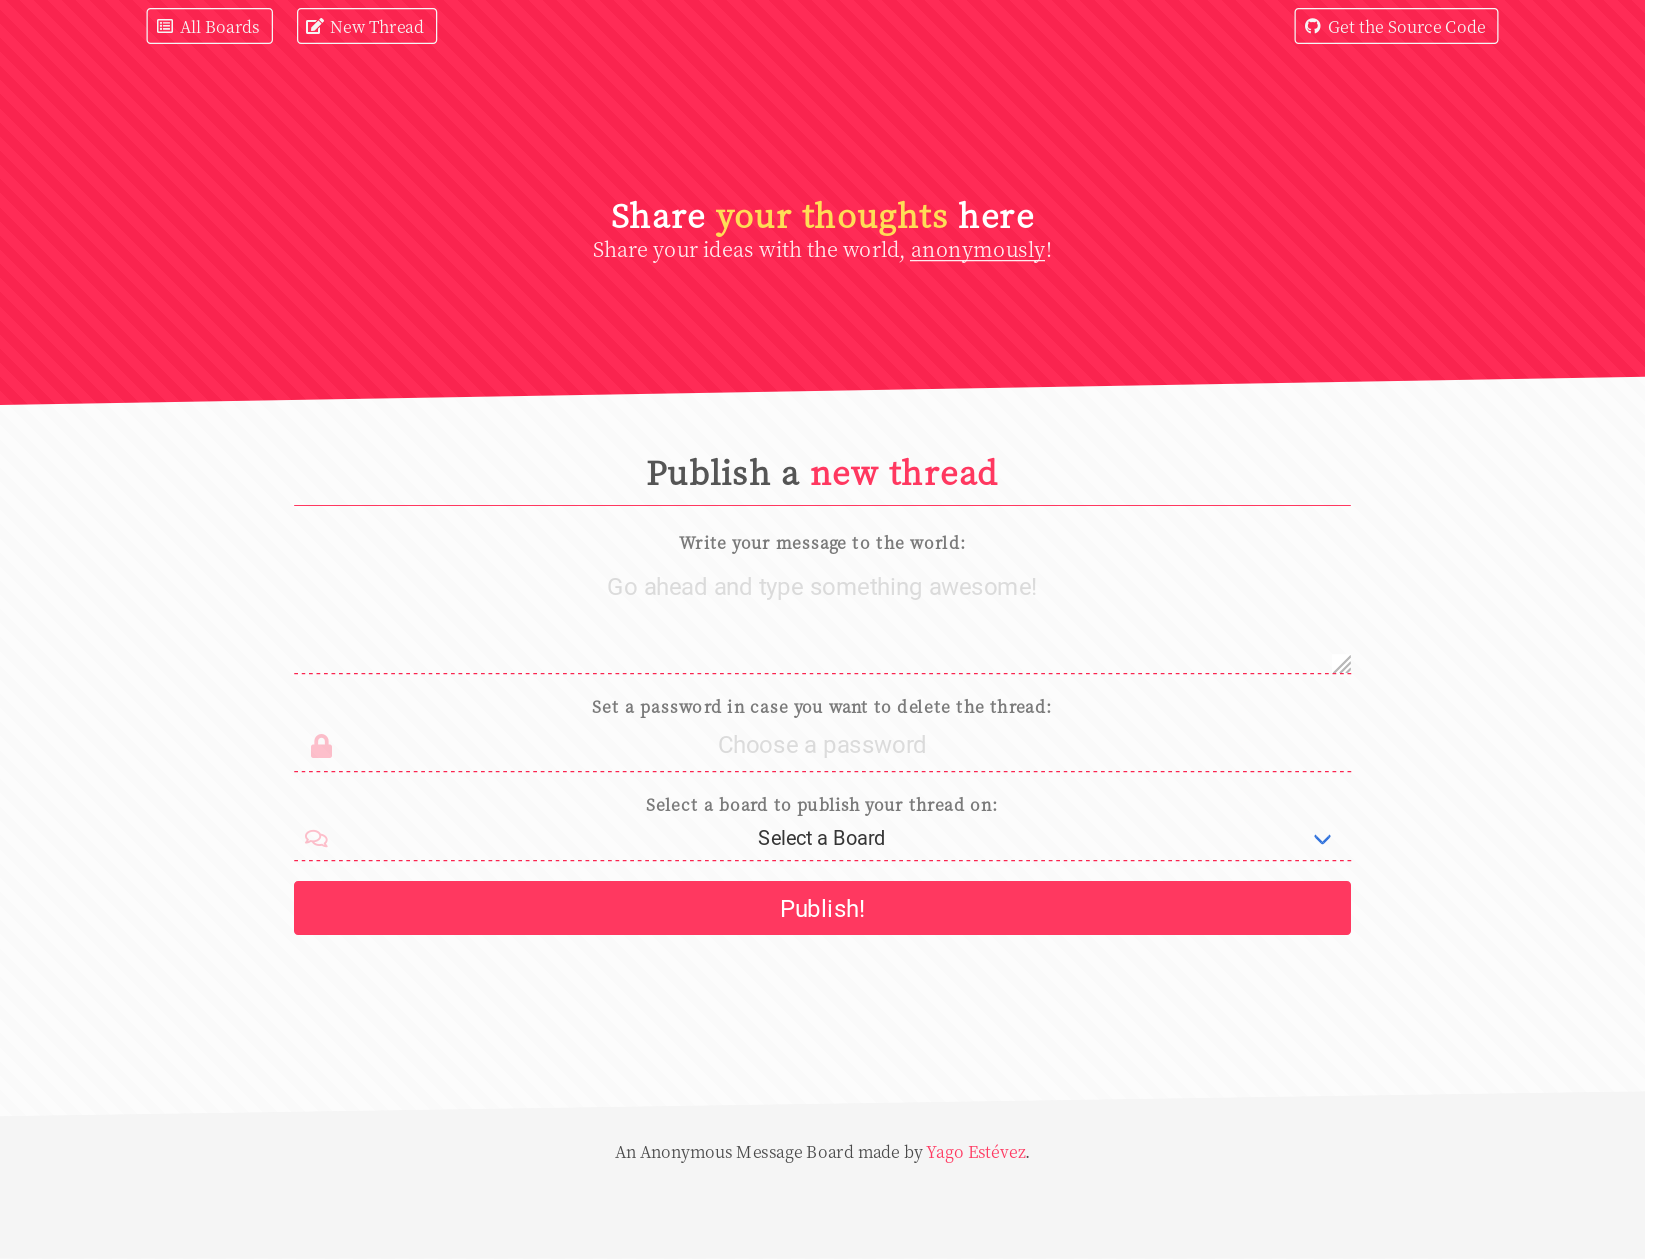 All Boards
New Thread
Get the Source Code
Share your thoughts here
Share your ideas with the world, anonymously!
Publish a new thread
Write your message to the world:
Go ahead and type something awesome!
Set a password in case you want to delete the thread:
Choose a password
Select a board to publish your thread on:
Select a Board
Publish!
An Anonymous Message Board made by Yago Estévez.